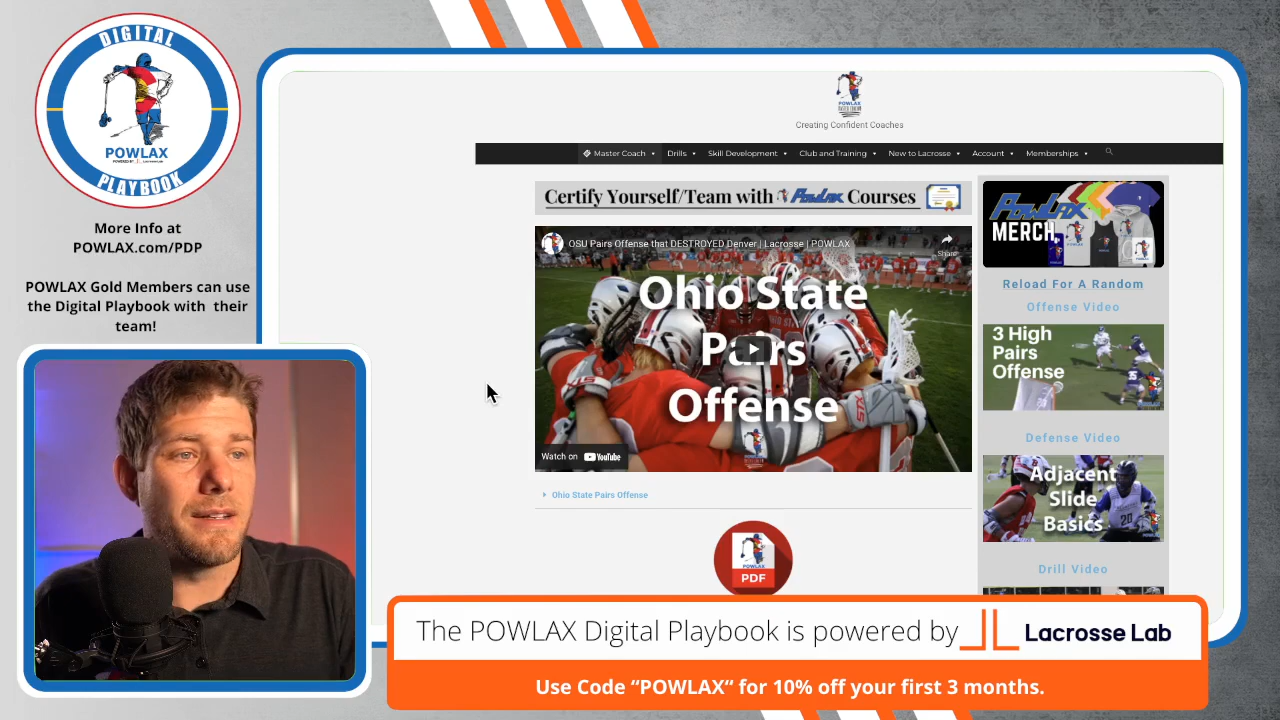 DIGITAL
POWLAX
PLAYBOOK
More Info at
POWLAX.com/PDP
POWLAX Gold Members can use
the Digital Playbook with their
team!
POWLAX
Creating Confident Coaches
Master Coach
Drills
Skill Development
Club and Training
New to Lacrosse
Account
Memberships
Certify Yourself/Team with POWLAX Courses
OSU Pairs Offense that DESTROYED Denver | Lacrosse | POWLAX
Share
Ohio State
Pairs
Offense
Watch on YouTube
Ohio State Pairs Offense
PDF
POWLAX
MERCH
Reload For A Random
Offense Video
3 High
Pairs
Offense
Defense Video
Adjacent
Slide
Basics
Drill Video
The POWLAX Digital Playbook is powered by Lacrosse Lab
Use Code “POWLAX“ for 10% off your first 3 months.